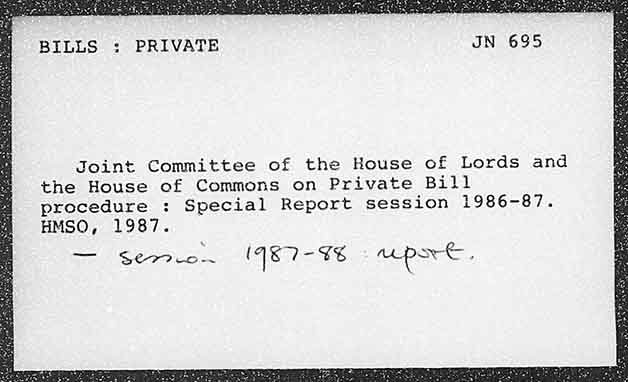 BILLS : PRIVATE JN 695
Joint Committee of the House of Lords and
the House of Commons on Private Bill
procedure : Special Report session 1986-87.
HMSO, 1987.
— session 1987-88 : report.